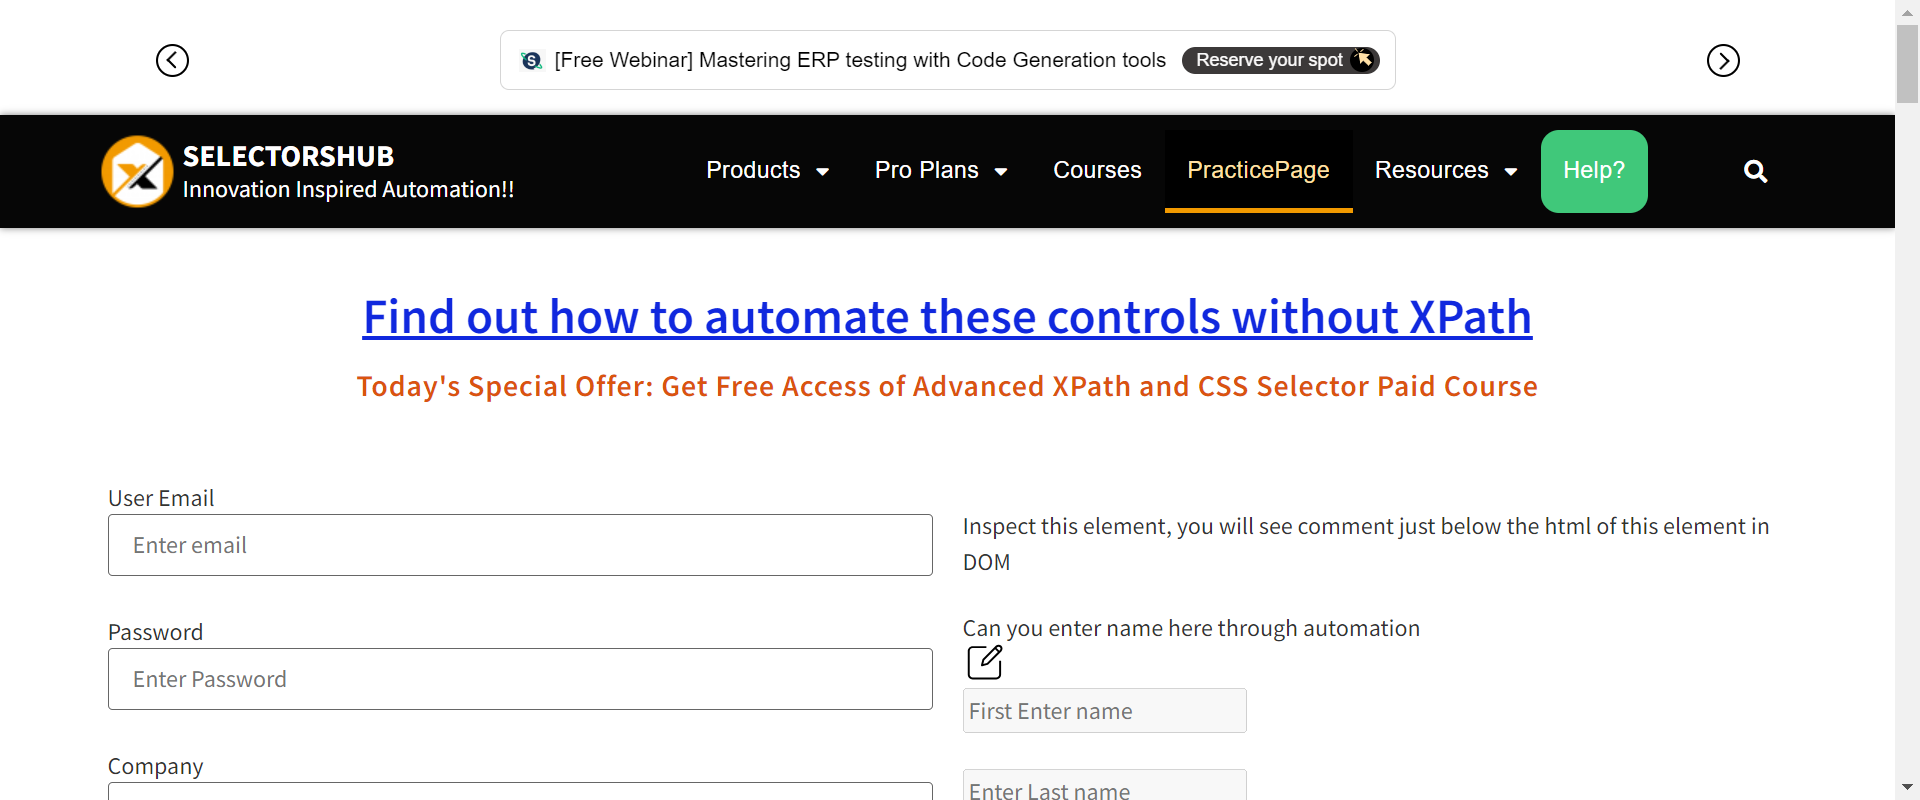 [Free Webinar] Mastering ERP testing with Code Generation tools Reserve your spot
SELECTORSHUB
Innovation Inspired Automation!!
Products Pro Plans Courses PracticePage Resources Help?
Find out how to automate these controls without XPath
Today's Special Offer: Get Free Access of Advanced XPath and CSS Selector Paid Course
User Email
Enter email
Password
Enter Password
Company
Inspect this element, you will see comment just below the html of this element in
DOM
Can you enter name here through automation
First Enter name
Enter Last name